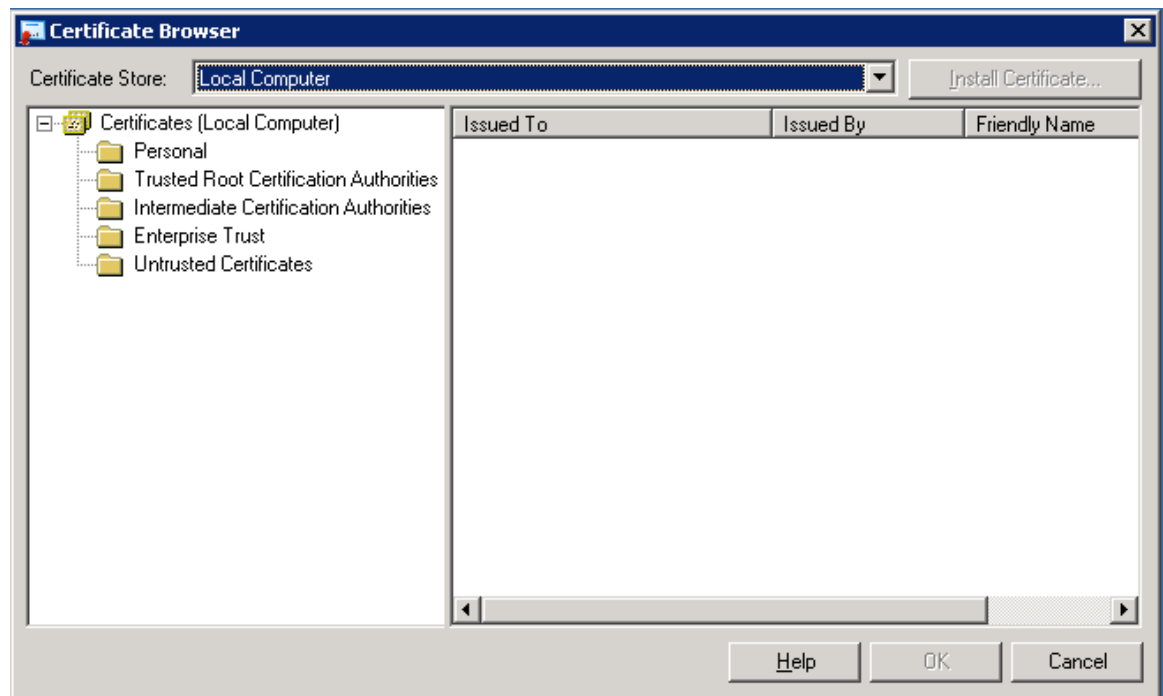 Certificate Browser
Certificate Store: Local Computer Install Certificate...
Certificates (Local Computer)
Personal
Trusted Root Certification Authorities
Intermediate Certification Authorities
Enterprise Trust
Untrusted Certificates
Issued To Issued By Friendly Name
Help OK Cancel